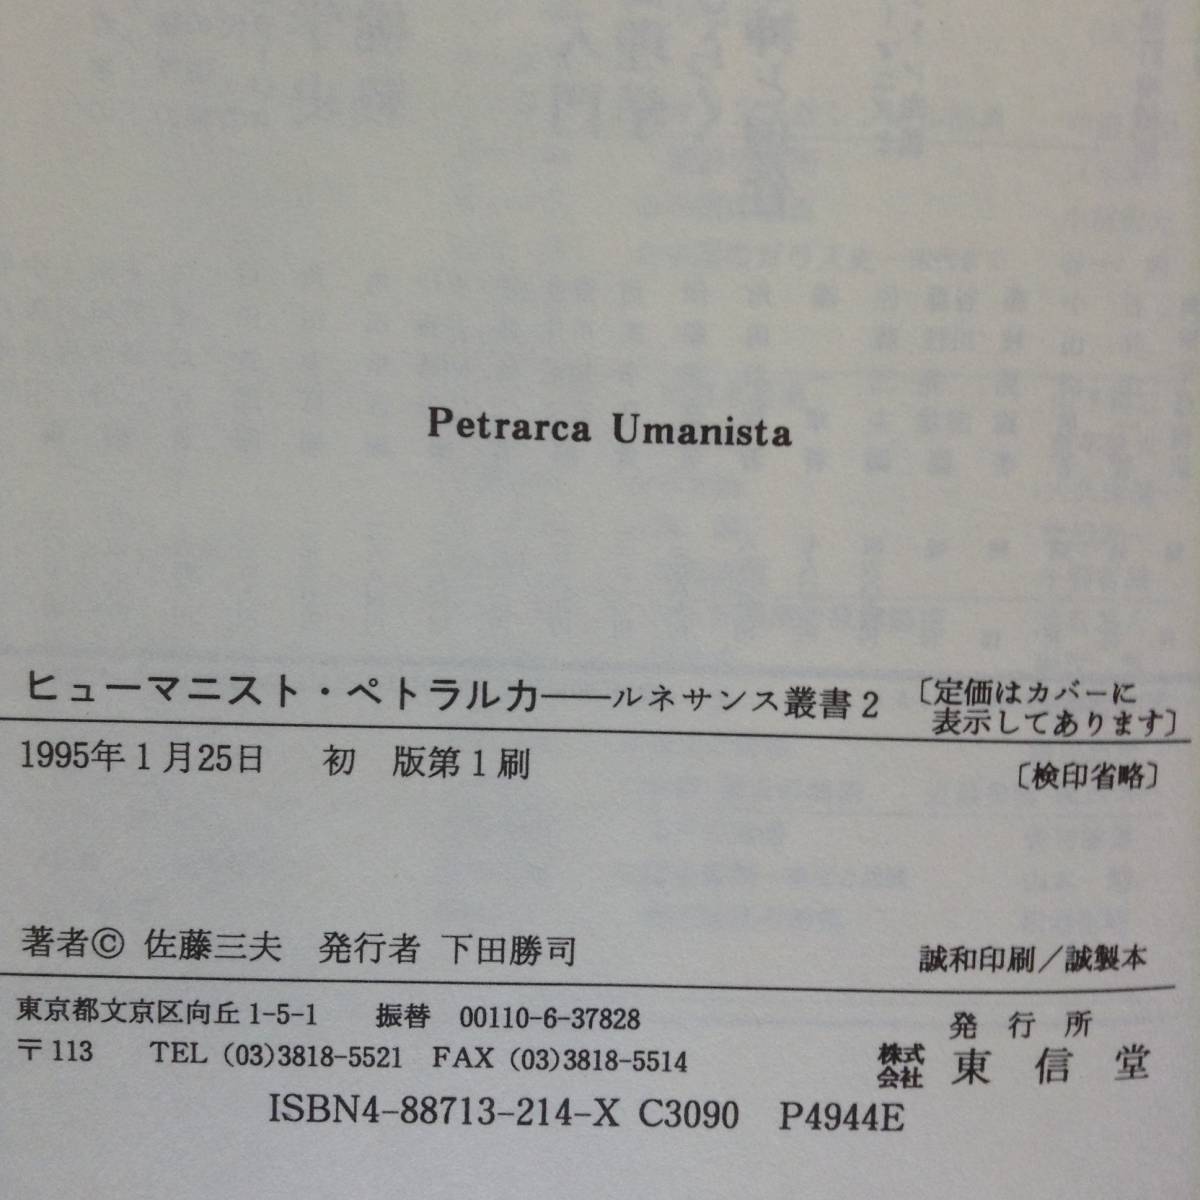 Petrarca Umanista
ヒューマニスト・ペトラルカ――ルネサンス叢書2 〔定価はカバーに
表示してあります〕
1995年1月25日 初 版第1刷 〔検印省略〕
著者© 佐藤三夫 発行者 下田勝司 誠和印刷/誠製本
東京都文京区向丘1-5-1 振替 00110-6-37828 発 行 所
〒113 TEL (03)3818-5521 FAX (03)3818-5514 株式会社 東 信 堂
ISBN4-88713-214-X C3090 P4944E